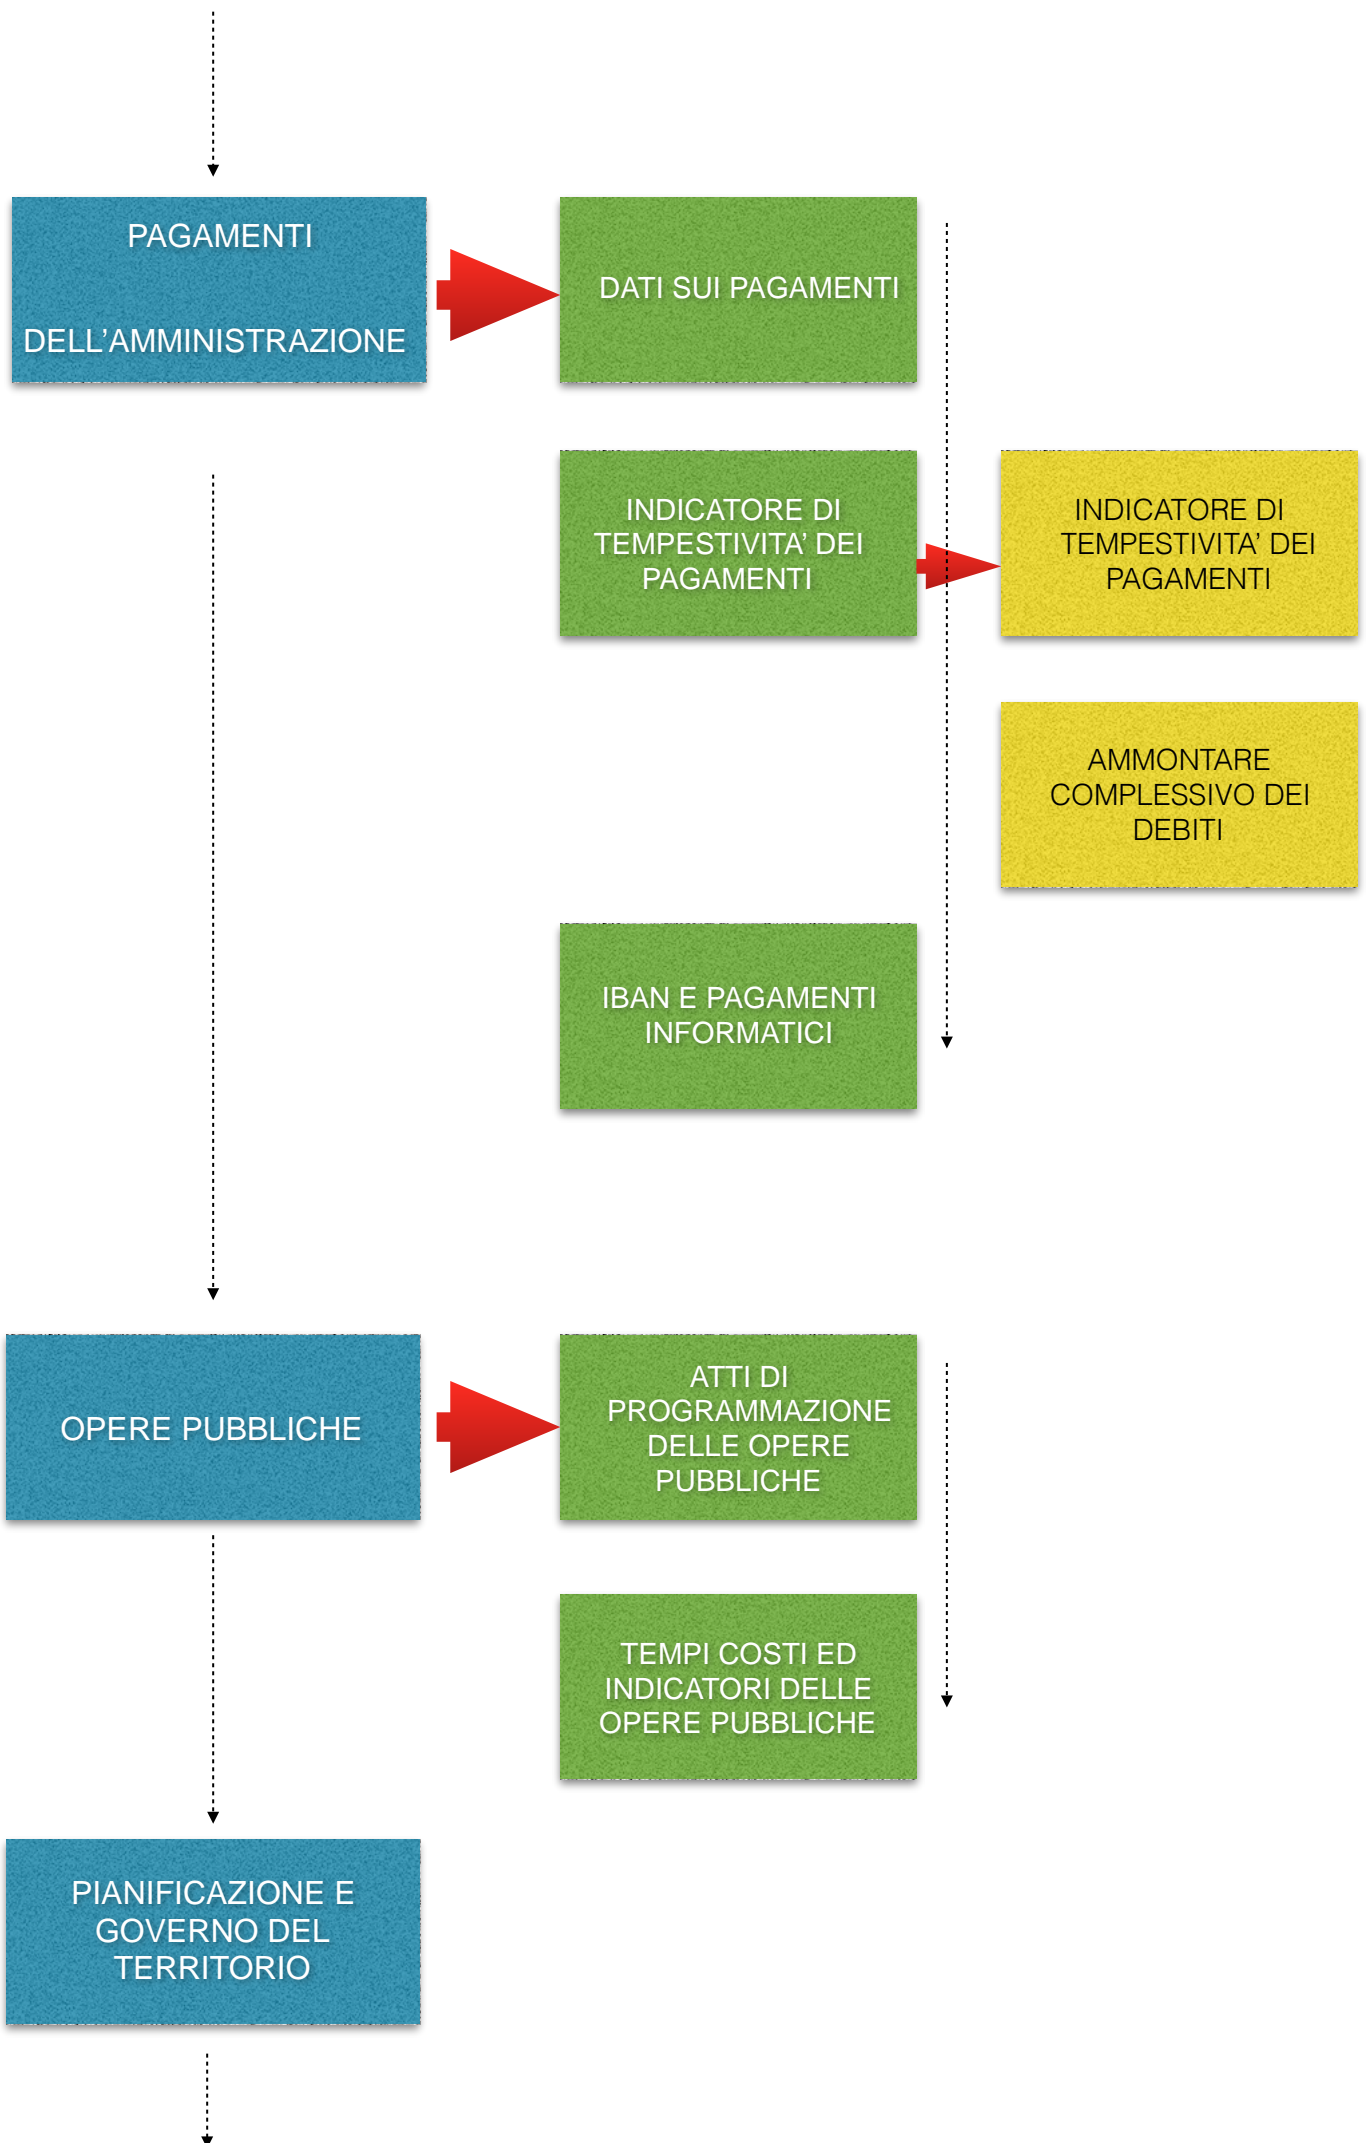 PAGAMENTI
DELL’AMMINISTRAZIONE
DATI SUI PAGAMENTI
INDICATORE DI
TEMPESTIVITA’ DEI
PAGAMENTI
INDICATORE DI
TEMPESTIVITA’ DEI
PAGAMENTI
AMMONTARE
COMPLESSIVO DEI
DEBITI
IBAN E PAGAMENTI
INFORMATICI
OPERE PUBBLICHE
ATTI DI
PROGRAMMAZIONE
DELLE OPERE
PUBBLICHE
TEMPI COSTI ED
INDICATORI DELLE
OPERE PUBBLICHE
PIANIFICAZIONE E
GOVERNO DEL
TERRITORIO